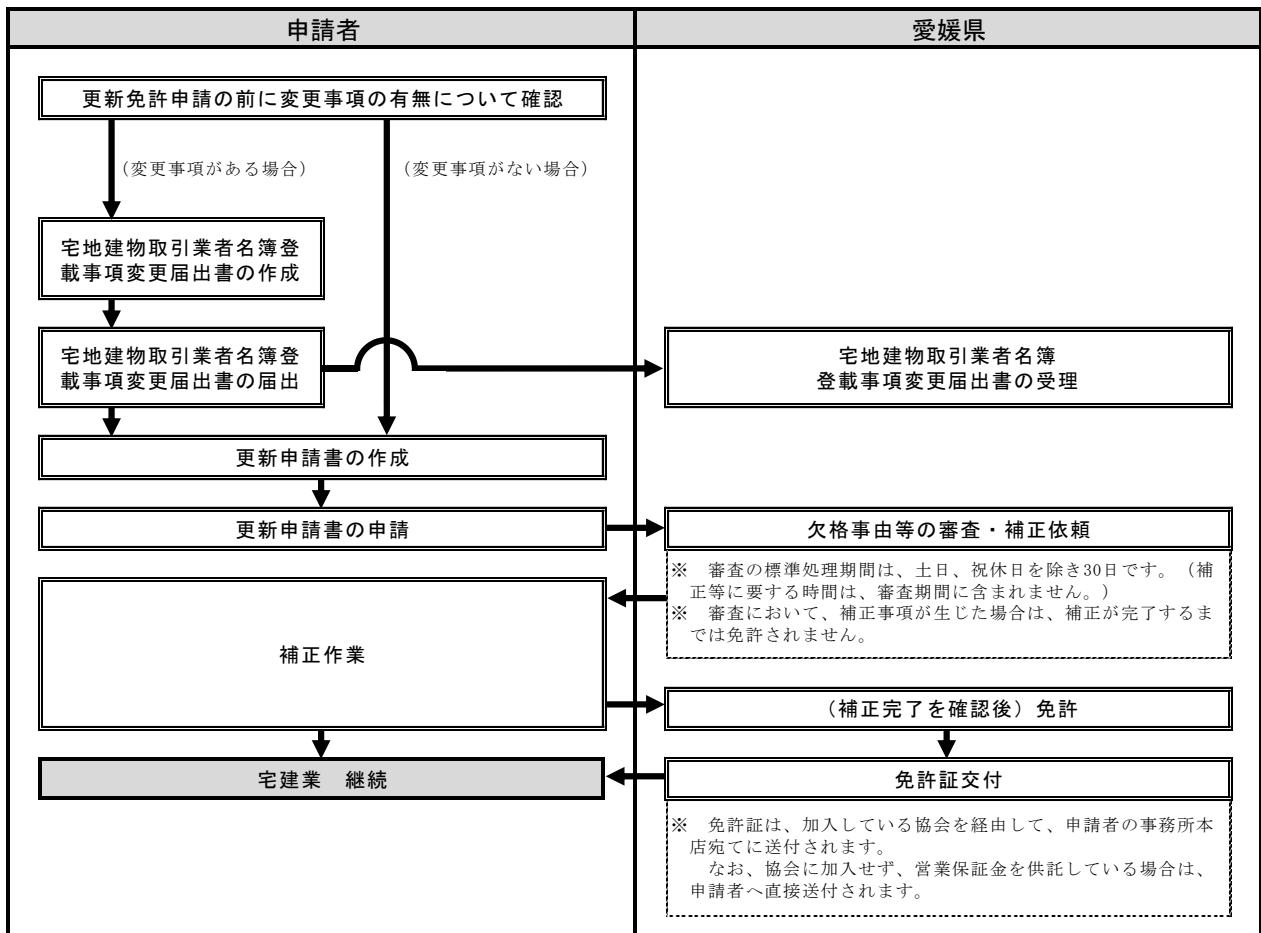 申請者
愛媛県
更新免許申請の前に変更事項の有無について確認
（変更事項がある場合）
（変更事項がない場合）
宅地建物取引業者名簿登
載事項変更届出書の作成
宅地建物取引業者名簿登
載事項変更届出書の届出
宅地建物取引業者名簿
登載事項変更届出書の受理
更新申請書の作成
更新申請書の申請
欠格事由等の審査・補正依頼
※　審査の標準処理期間は、土日、祝休日を除き30日です。（補
正等に要する時間は、審査期間に含まれません。）
※　審査において、補正事項が生じた場合は、補正が完了するま
では免許されません。
補正作業
（補正完了を確認後）免許
宅建業　継続
免許証交付
※　免許証は、加入している協会を経由して、申請者の事務所本
店宛てに送付されます。
なお、協会に加入せず、営業保証金を供託している場合は、
申請者へ直接送付されます。